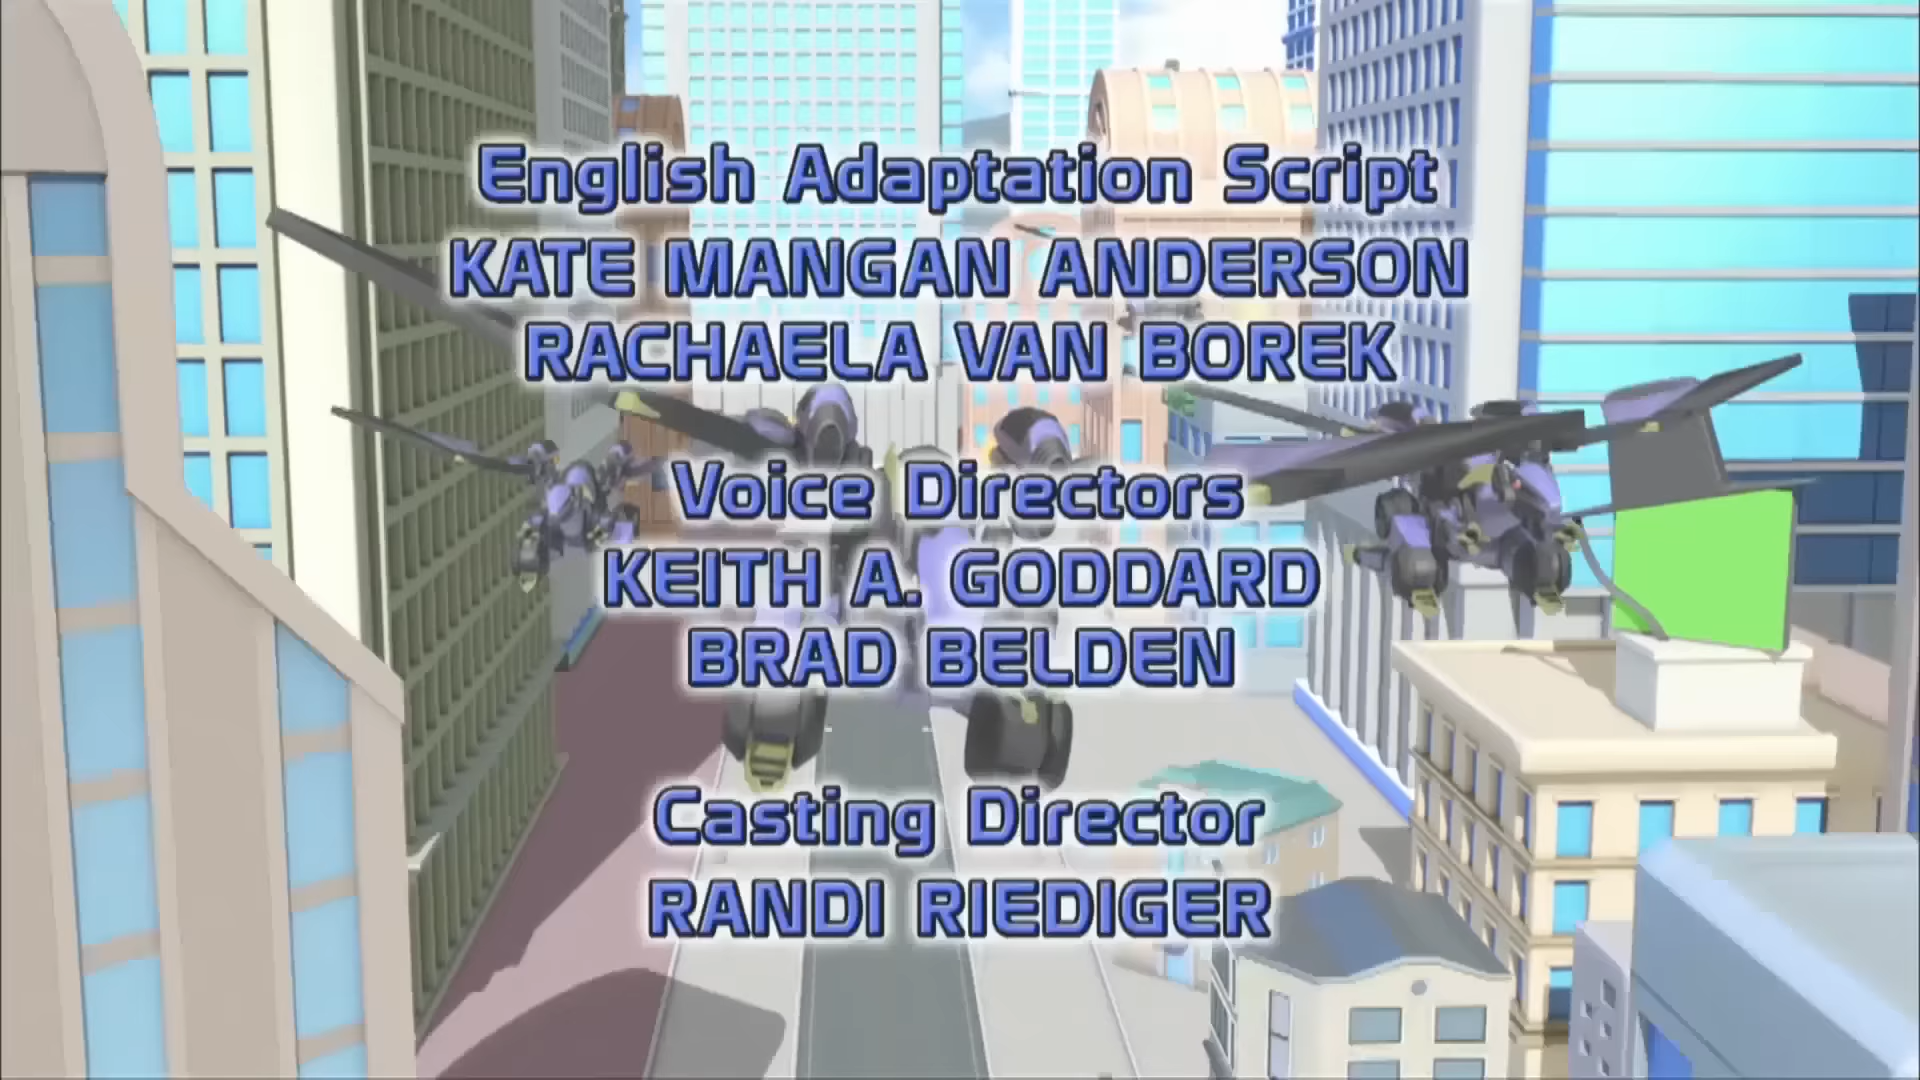 English Adaptation Script
KATE MANGAN ANDERSON
RACHAELA VAN BOREK
Voice Directors
KEITH A. GODDARD
BRAD BELDEN
Casting Director
RANDI RIEDIGER